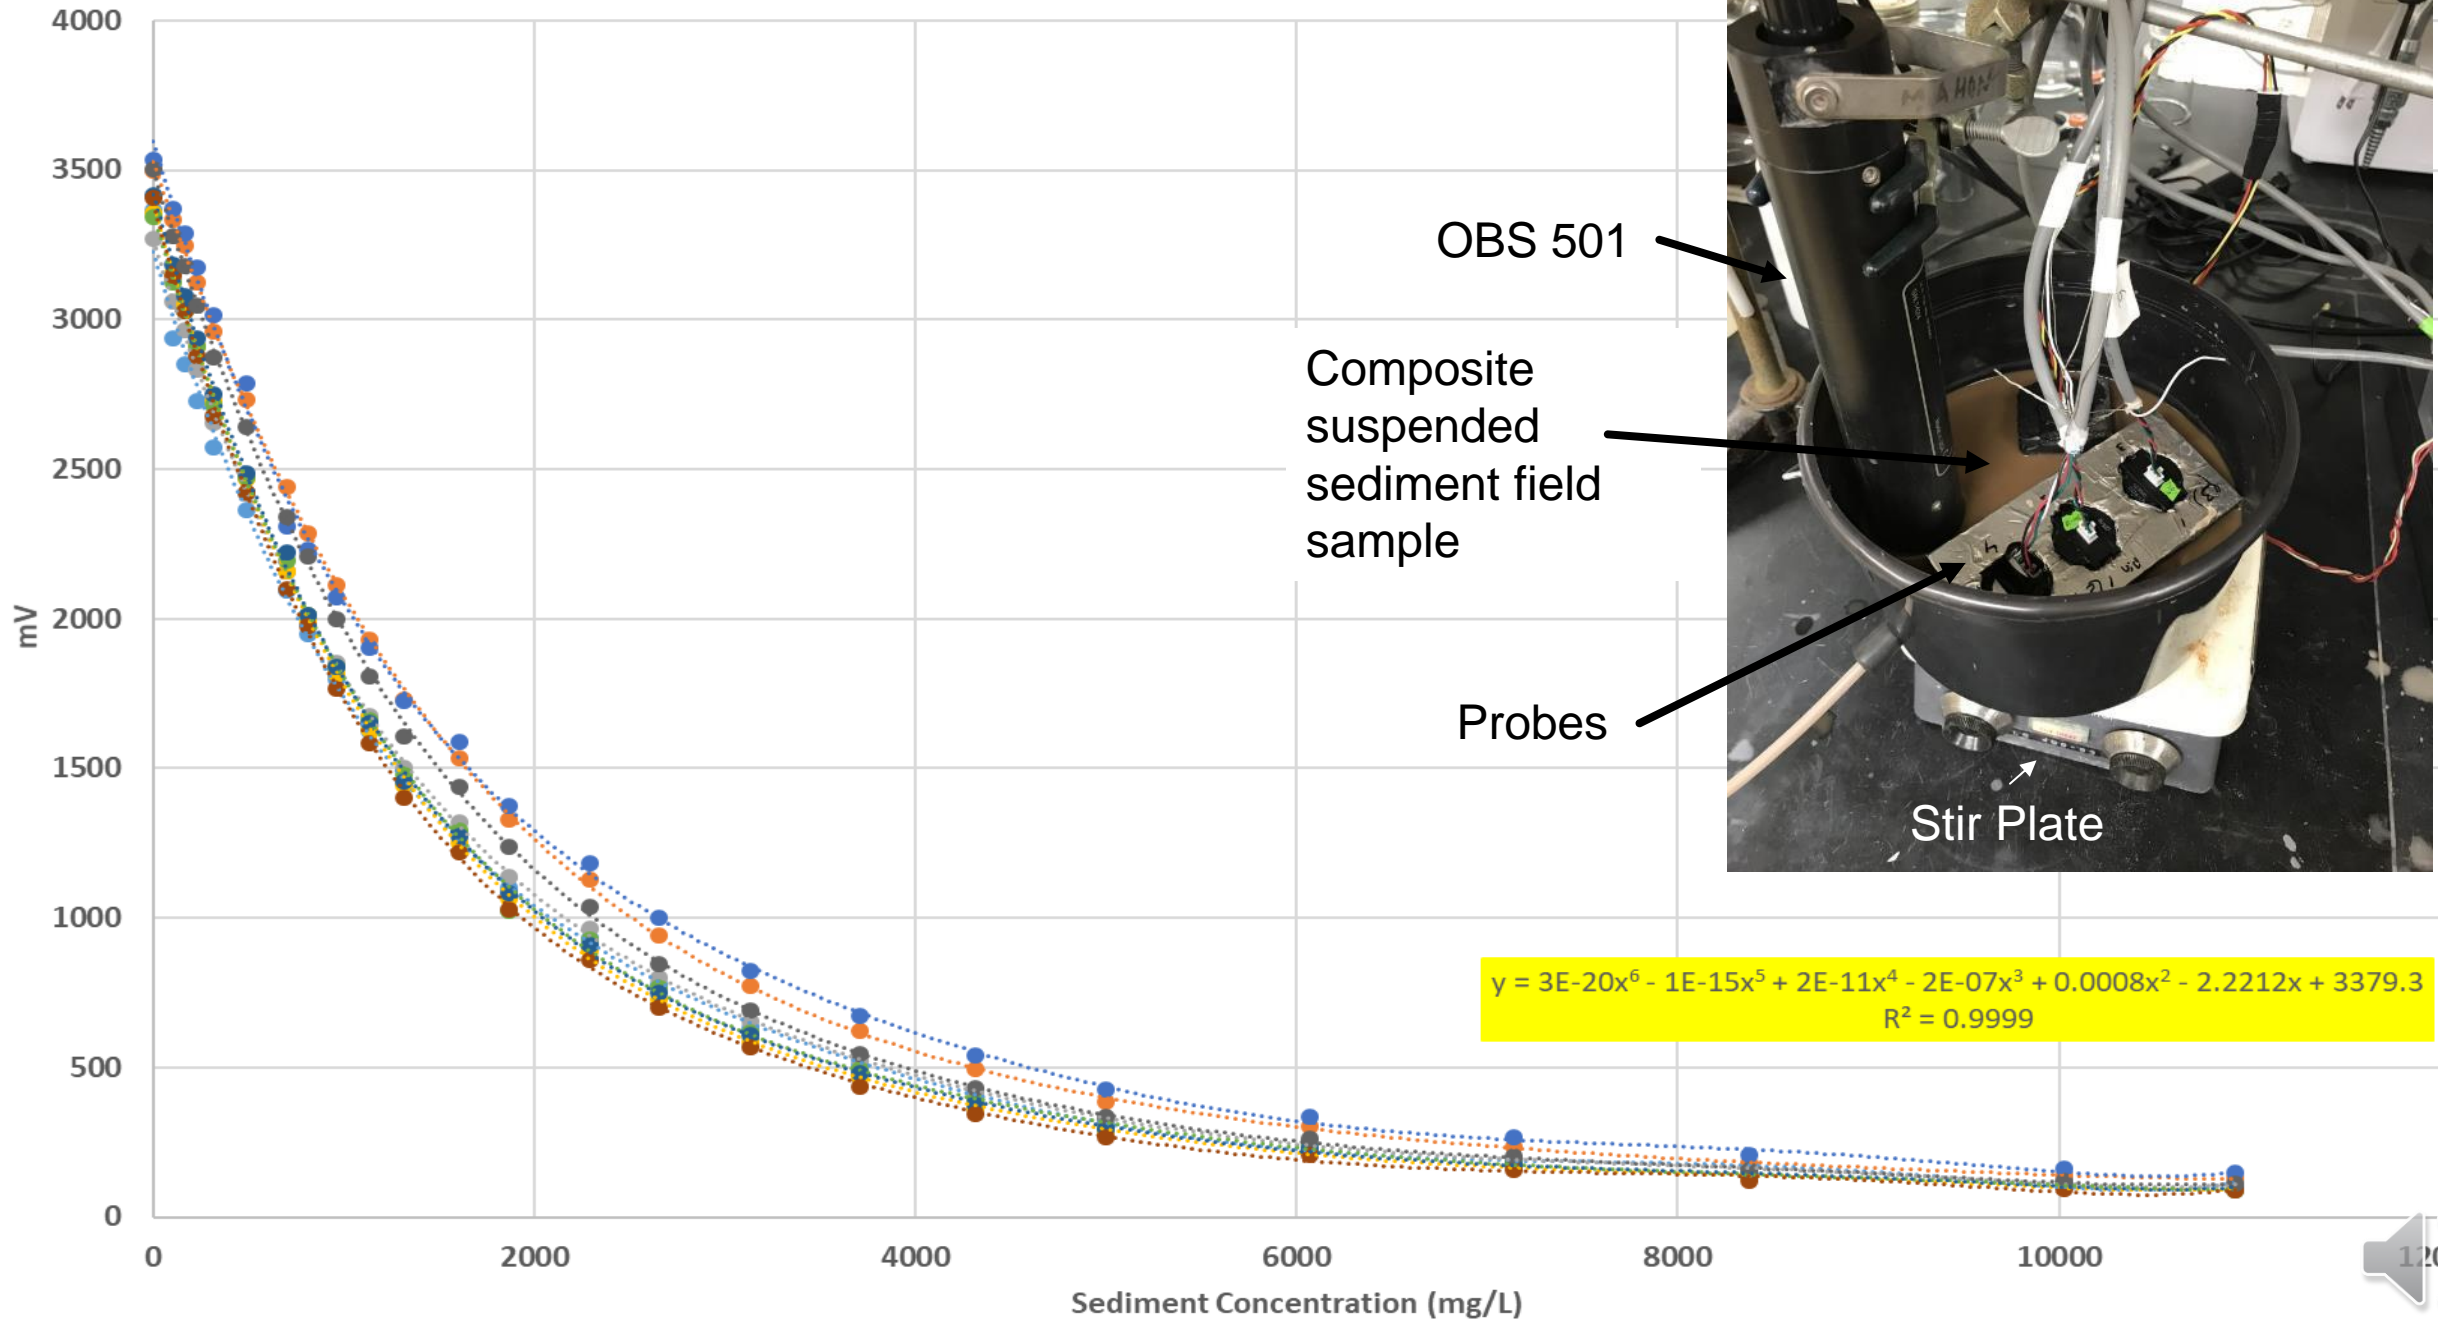 4000
3500
3000
2500
2000
1500
1000
500
0
mV
0
2000
4000
6000
8000
10000
Sediment Concentration (mg/L)
OBS 501
Composite
suspended
sediment field
sample
Probes
Stir Plate
MAHON
y = 3E-20x⁶ - 1E-15x⁵ + 2E-11x⁴ - 2E-07x³ + 0.0008x² - 2.2212x + 3379.3
R² = 0.9999